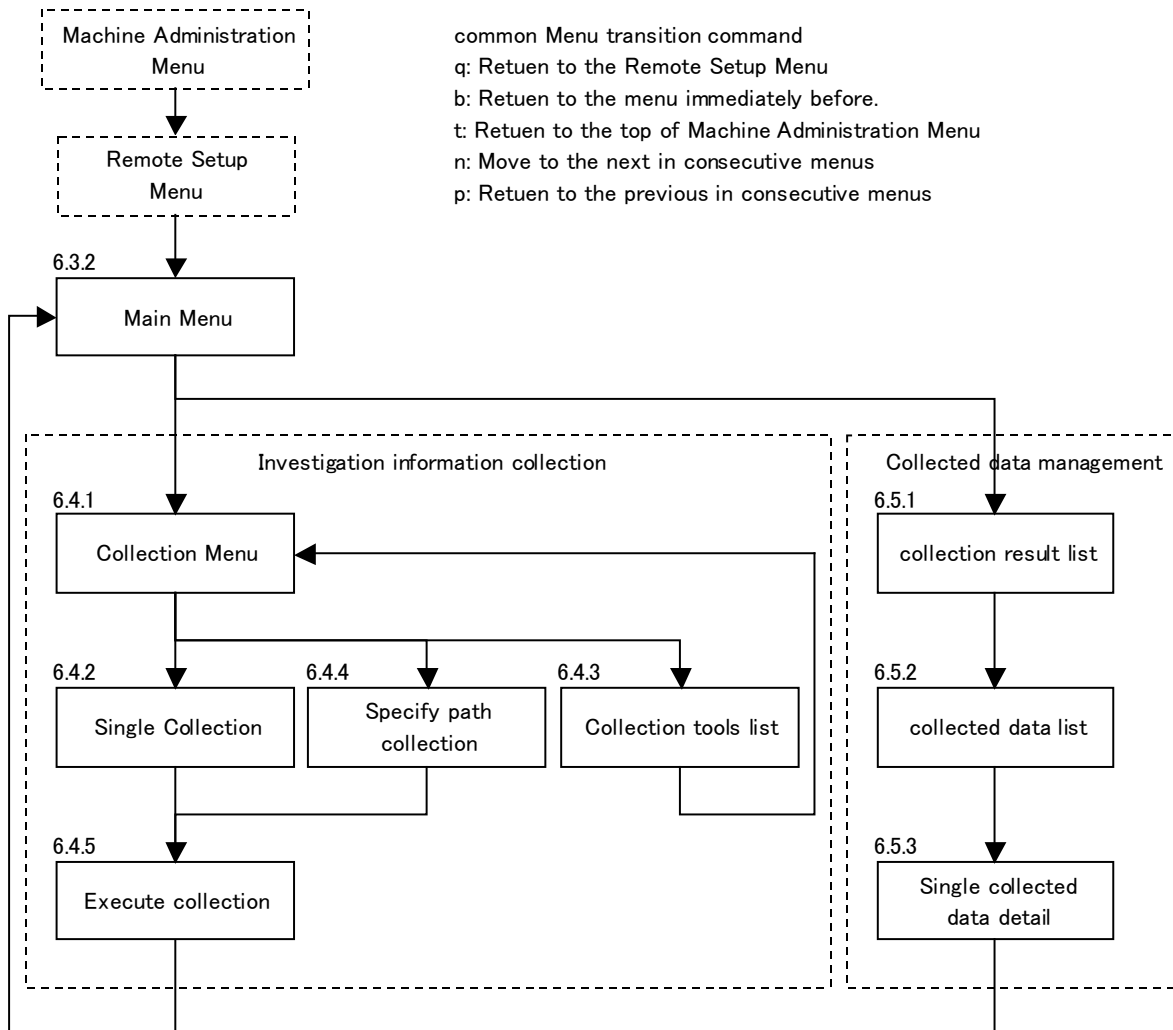 Machine Administration
Menu
common Menu transition command
q: Retuen to the Remote Setup Menu
b: Retuen to the menu immediately before.
t: Retuen to the top of Machine Administration Menu
n: Move to the next in consecutive menus
p: Retuen to the previous in consecutive menus
Remote Setup
Menu
6.3.2
Main Menu
Investigation information collection
Collected data management
6.4.1
Collection Menu
6.5.1
collection result list
6.4.2
Single Collection
6.4.4
Specify path
collection
6.4.3
Collection tools list
6.5.2
collected data list
6.4.5
Execute collection
6.5.3
Single collected
data detail